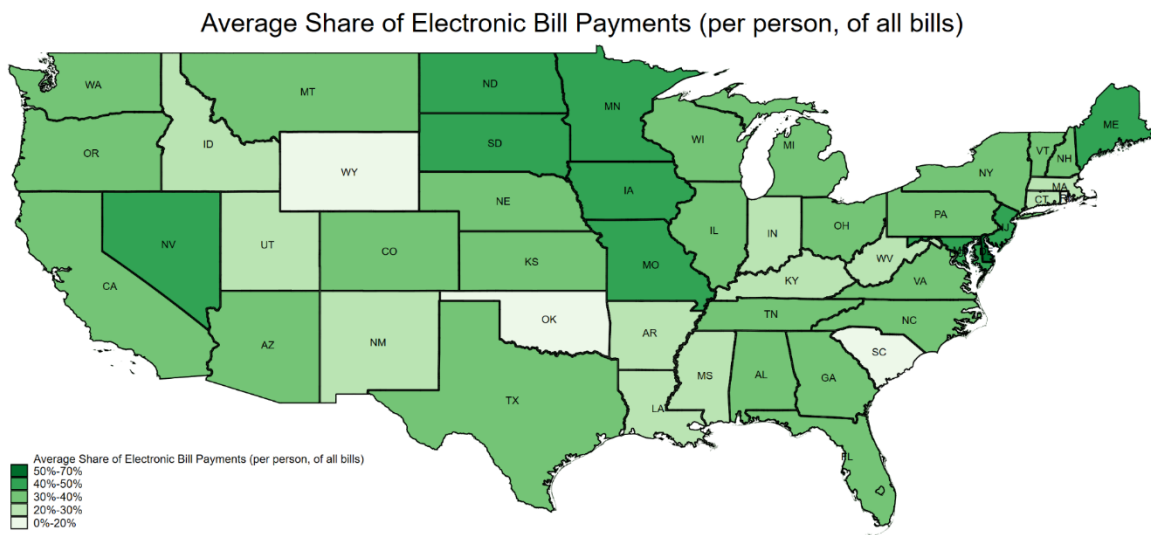 Average Share of Electronic Bill Payments (per person, of all bills)
WA
MT
ND
MN
ME
OR
ID
SD
WI
MI
VT
NH
NY
WY
MA
CT
IA
NE
PA
NV
UT
CO
IL
IN
OH
KS
MO
WV
VA
CA
KY
TN
NC
AZ
NM
OK
AR
SC
MS
AL
GA
TX
LA
FL
Average Share of Electronic Bill Payments (per person, of all bills)
50%-70%
40%-50%
30%-40%
20%-30%
0%-20%